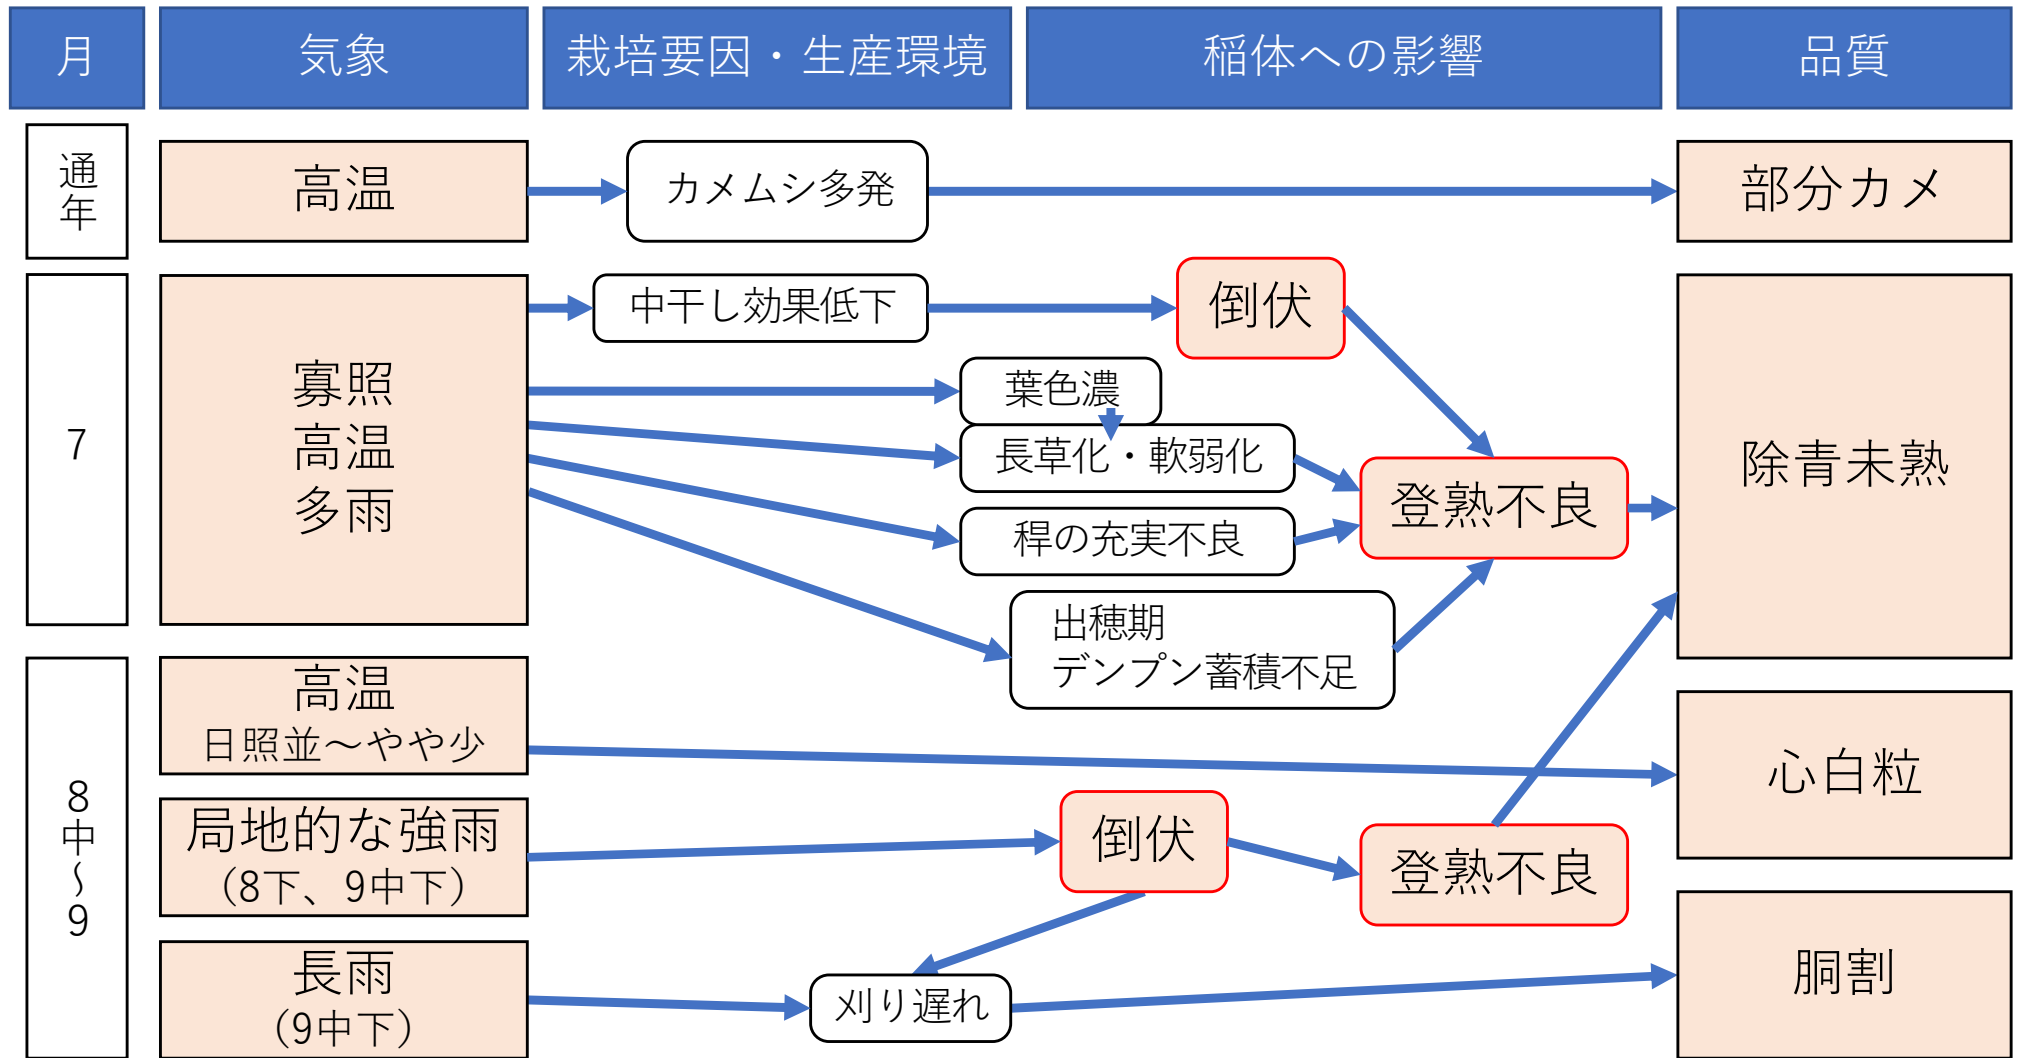 月
気象
栽培要因・生産環境
稲体への影響
品質
通年
高温
カメムシ多発
部分カメ
7
寡照
高温
多雨
中干し効果低下
倒伏
葉色濃
長草化・軟弱化
稈の充実不良
出穂期
デンプン蓄積不足
登熟不良
除青未熟
8中～9
高温
日照並～やや少
心白粒
局地的な強雨
（8下、9中下）
倒伏
登熟不良
長雨
（9中下）
刈り遅れ
胴割